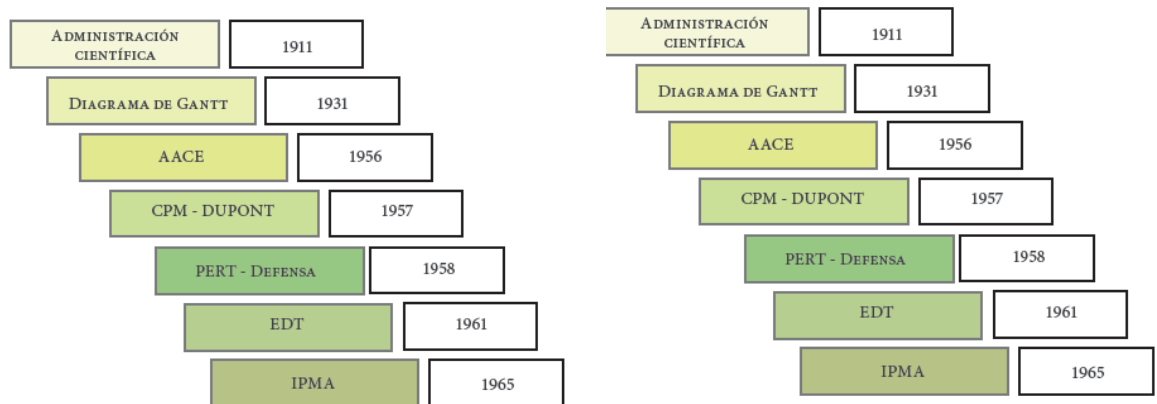 Administración
científica
1911
Diagrama de Gantt
1931
AACE
1956
CPM - DUPONT
1957
PERT - Defensa
1958
EDT
1961
IPMA
1965
Administración
científica
1911
Diagrama de Gantt
1931
AACE
1956
CPM - DUPONT
1957
PERT - Defensa
1958
EDT
1961
IPMA
1965